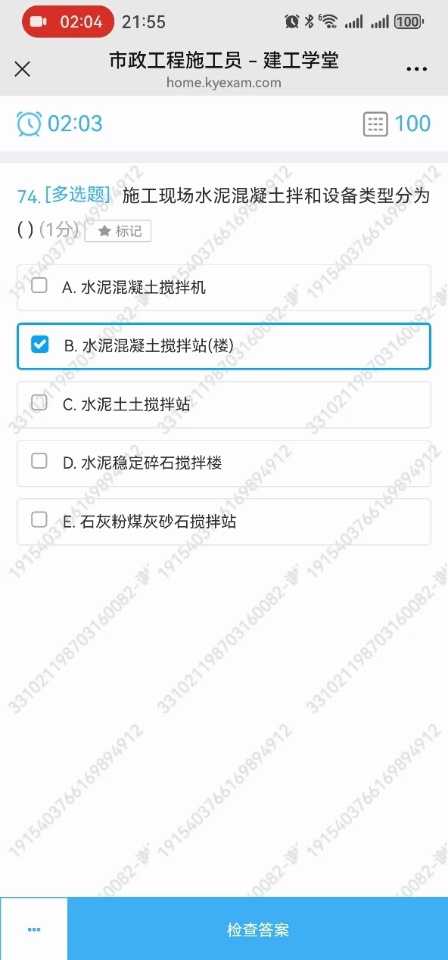 02:04 21:55 6 100
市政工程施工员 – 建工学堂
home.kyexam.com
02:03 100
74.[多选题] 施工现场水泥混凝土拌和设备类型分为
( ) (1分) 标记
A. 水泥混凝土搅拌机
B. 水泥混凝土搅拌站(楼)
C. 水泥土土搅拌站
D. 水泥稳定碎石搅拌楼
E. 石灰粉煤灰砂石搅拌站
1915403766169894912
331021198703160082-谢
检查答案